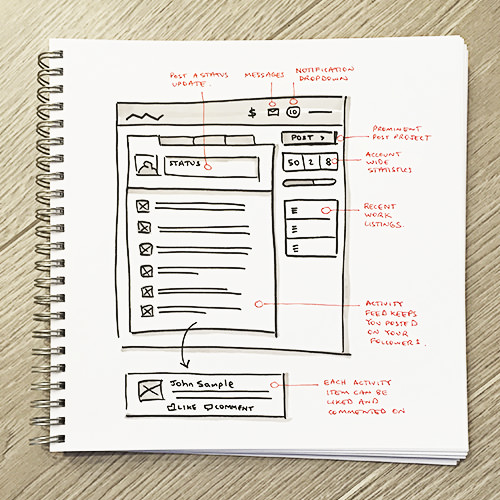 POST A STATUS
UPDATE.
MESSAGES
NOTIFICATION
DROPDOWN
$
10
POST >
PROMINENT
POST PROJECT
STATUS
50 2 8
ACCOUNT
WIDE
STATISTICS
RECENT
WORK
LISTINGS.
ACTIVITY
FEED KEEPS
YOU POSTED
ON YOUR
FOLLOWERS.
John Sample
LIKE COMMENT
EACH ACTIVITY
ITEM CAN BE
LIKED AND
COMMENTED ON